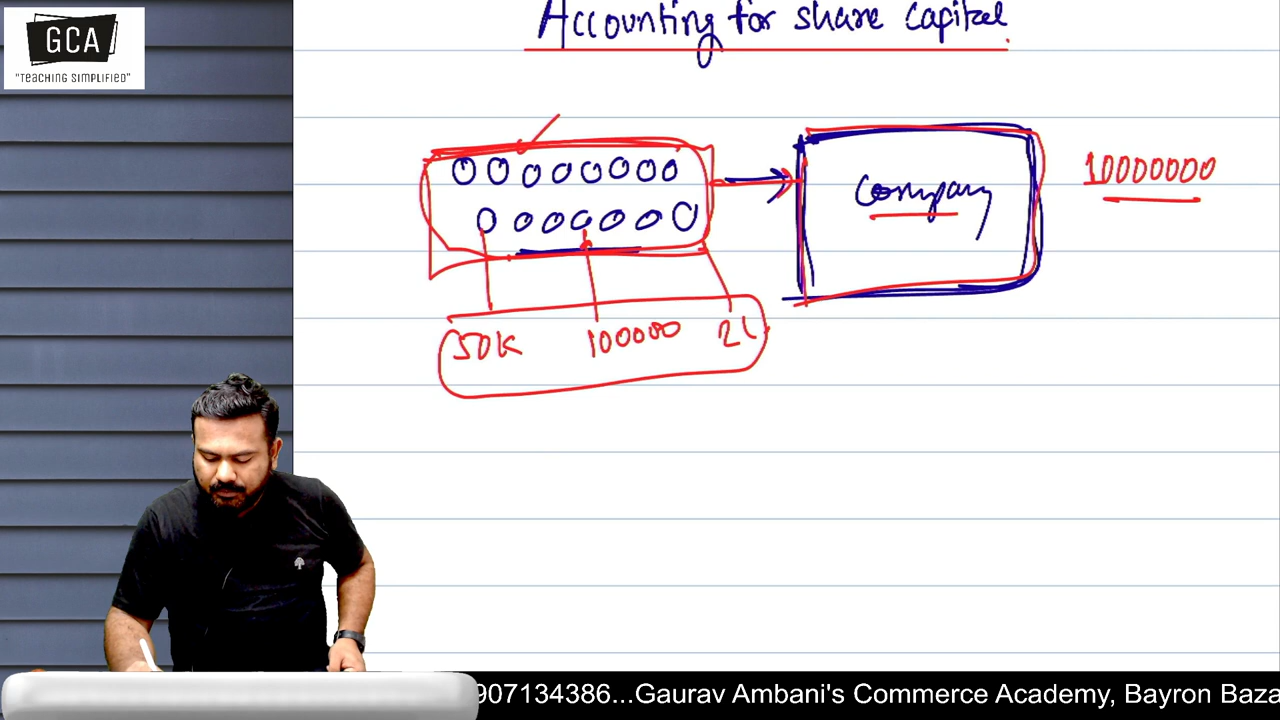 GCA
"TEACHING SIMPLIFIED"
Accounting for share capital
Company
10000000
50K 100000 2L
907134386...Gaurav Ambani's Commerce Academy, Bayron Baza